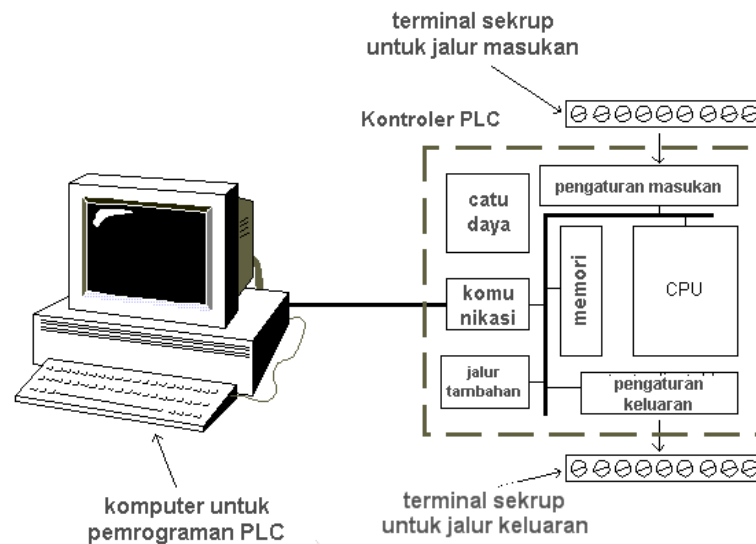 terminal sekrup
untuk jalur masukan
Kontroler PLC
pengaturan masukan
catu
daya
memori
CPU
komu
nikasi
jalur
tambahan
pengaturan
keluaran
komputer untuk
pemrograman PLC
terminal sekrup
untuk jalur keluaran